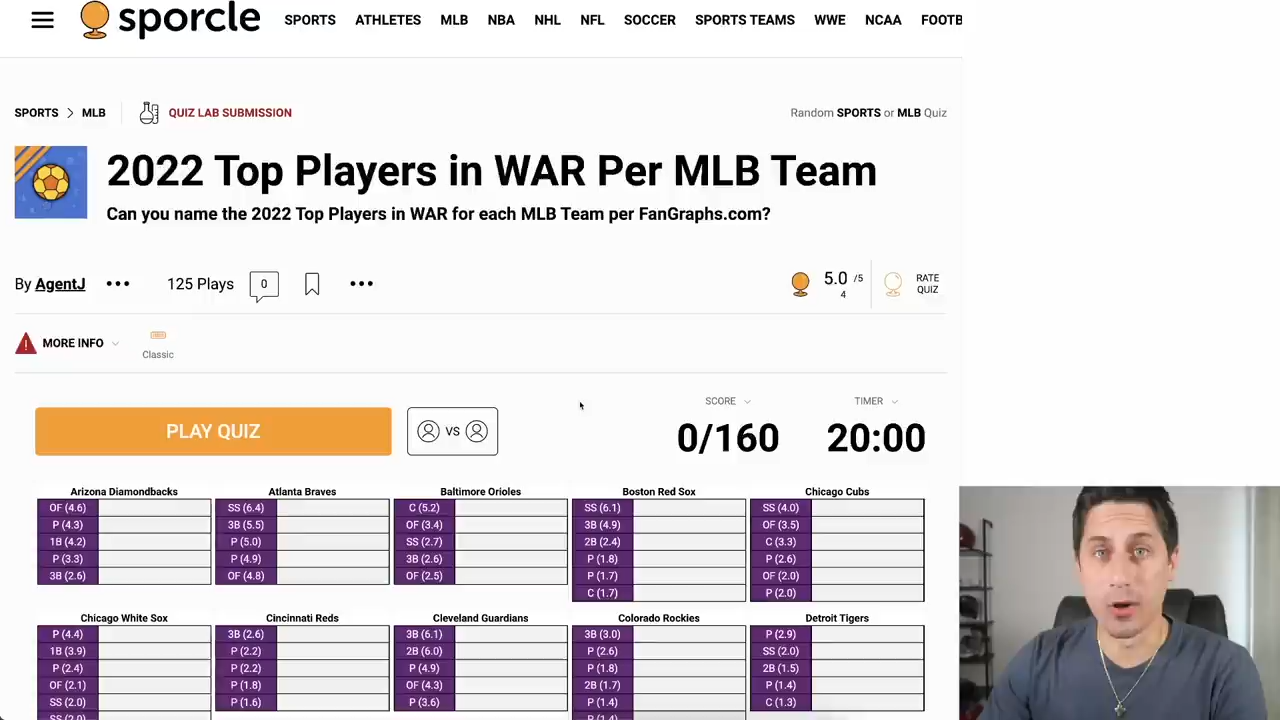 sporcle SPORTS ATHLETES MLB NBA NHL NFL SOCCER SPORTS TEAMS WWE NCAA FOOTB
SPORTS MLB QUIZ LAB SUBMISSION Random SPORTS or MLB Quiz
2022 Top Players in WAR Per MLB Team
Can you name the 2022 Top Players in WAR for each MLB Team per FanGraphs.com?
By AgentJ ••• 125 Plays 0 ••• 5.0 /5 4 RATE QUIZ
! MORE INFO Classic
SCORE TIMER
PLAY QUIZ VS 0/160 20:00
Arizona Diamondbacks Atlanta Braves Baltimore Orioles Boston Red Sox Chicago Cubs
OF (4.6) SS (6.4) C (5.2) SS (6.1) SS (4.0)
P (4.3) 3B (5.5) OF (3.4) 3B (4.9) OF (3.5)
1B (4.2) P (5.0) SS (2.7) 2B (2.4) C (3.3)
P (3.3) P (4.9) 3B (2.6) P (1.8) P (2.6)
3B (2.6) OF (4.8) OF (2.5) P (1.7) OF (2.0)
C (1.7) P (2.0)
Chicago White Sox Cincinnati Reds Cleveland Guardians Colorado Rockies Detroit Tigers
P (4.4) 3B (2.6) 3B (6.1) 3B (3.0) P (2.9)
1B (3.9) P (2.2) 2B (6.0) P (2.6) SS (2.0)
P (2.4) P (2.2) P (4.9) P (1.8) 2B (1.5)
OF (2.1) P (1.8) OF (4.3) 2B (1.7) P (1.4)
SS (2.0) P (1.6) P (3.6) P (1.4) C (1.3)
SS (2.0) P (1.4)